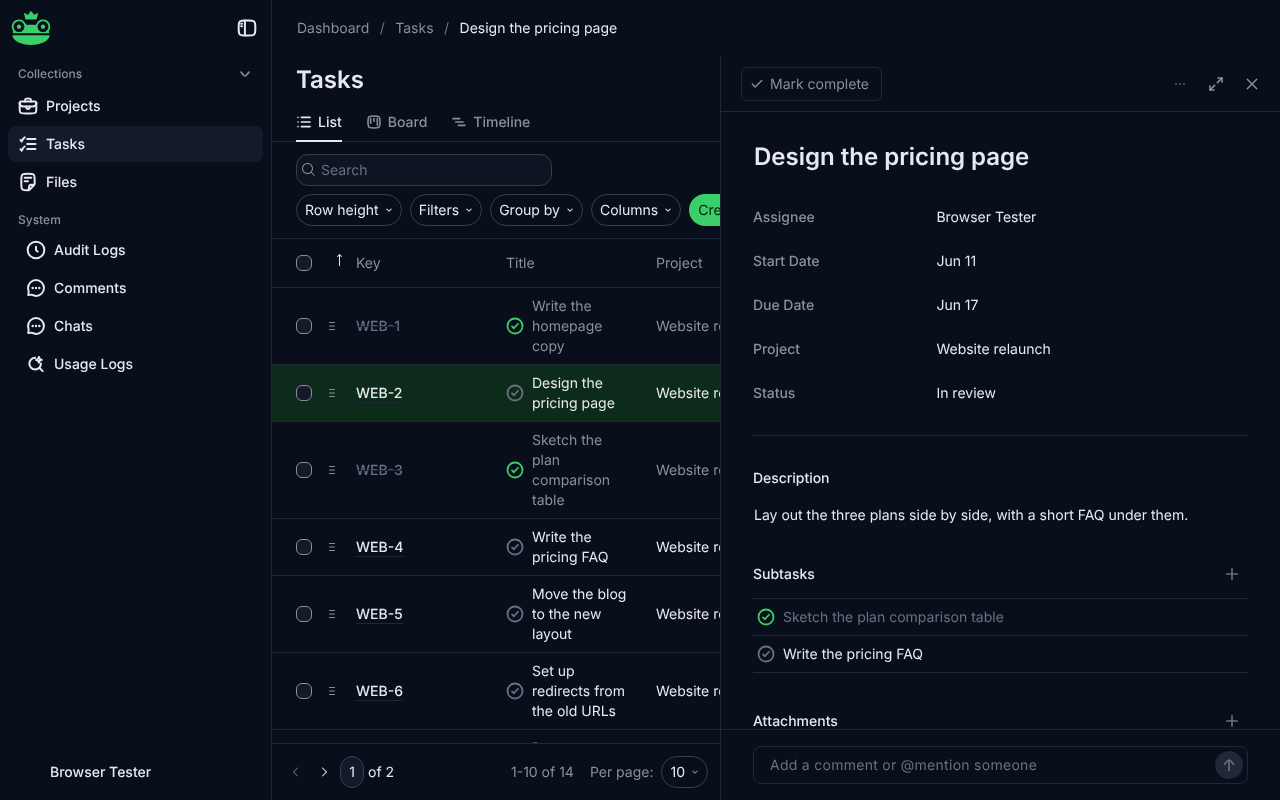 Collections
Projects
Tasks
Files
System
Audit Logs
Comments
Chats
Usage Logs
Browser Tester
Dashboard / Tasks / Design the pricing page
Tasks
List Board Timeline
Search
Row height Filters Group by Columns Cre
Key Title Project
WEB-1 Write the homepage copy Website re
WEB-2 Design the pricing page Website re
WEB-3 Sketch the plan comparison table Website re
WEB-4 Write the pricing FAQ Website re
WEB-5 Move the blog to the new layout Website re
WEB-6 Set up redirects from the old URLs Website re
1 of 2 1-10 of 14 Per page: 10
Mark complete
Design the pricing page
Assignee Browser Tester
Start Date Jun 11
Due Date Jun 17
Project Website relaunch
Status In review
Description
Lay out the three plans side by side, with a short FAQ under them.
Subtasks
Sketch the plan comparison table
Write the pricing FAQ
Attachments
Add a comment or @mention someone